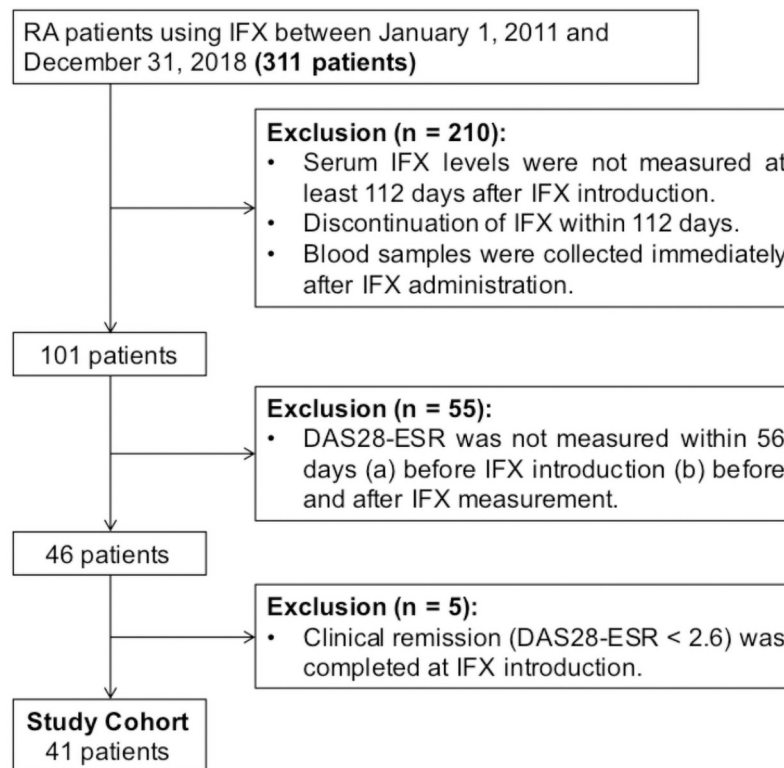 RA patients using IFX between January 1, 2011 and
December 31, 2018 (311 patients)
Exclusion (n = 210):
• Serum IFX levels were not measured at
least 112 days after IFX introduction.
• Discontinuation of IFX within 112 days.
• Blood samples were collected immediately
after IFX administration.
101 patients
Exclusion (n = 55):
• DAS28-ESR was not measured within 56
days (a) before IFX introduction (b) before
and after IFX measurement.
46 patients
Exclusion (n = 5):
• Clinical remission (DAS28-ESR < 2.6) was
completed at IFX introduction.
Study Cohort
41 patients